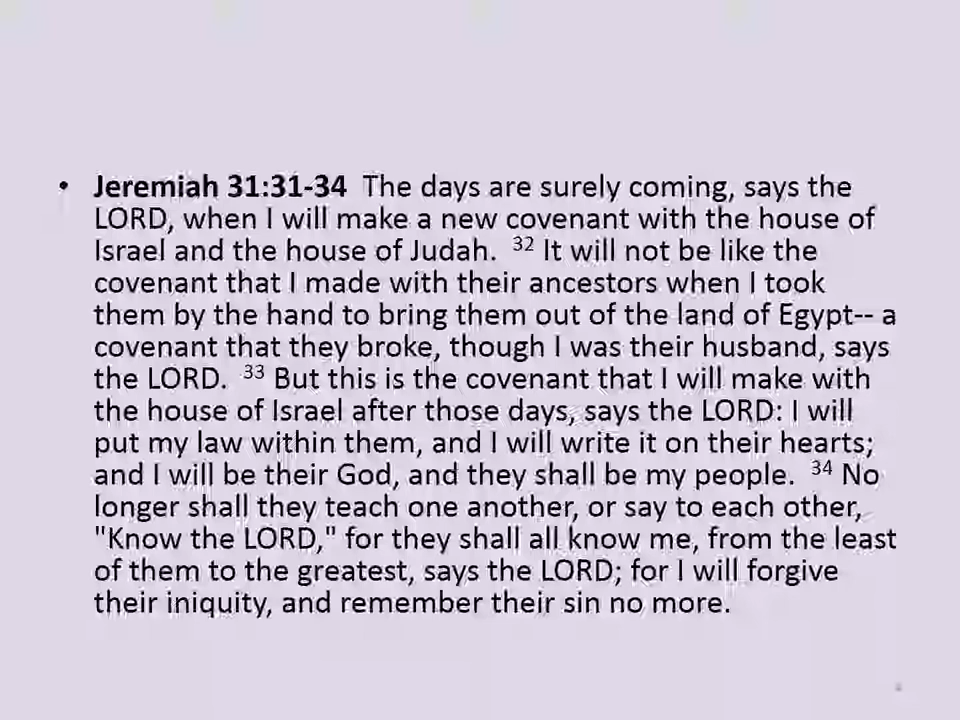 • Jeremiah 31:31-34 The days are surely coming, says the
LORD, when I will make a new covenant with the house of
Israel and the house of Judah. 32 It will not be like the
covenant that I made with their ancestors when I took
them by the hand to bring them out of the land of Egypt-- a
covenant that they broke, though I was their husband, says
the LORD. 33 But this is the covenant that I will make with
the house of Israel after those days, says the LORD: I will
put my law within them, and I will write it on their hearts;
and I will be their God, and they shall be my people. 34 No
longer shall they teach one another, or say to each other,
"Know the LORD," for they shall all know me, from the least
of them to the greatest, says the LORD; for I will forgive
their iniquity, and remember their sin no more.